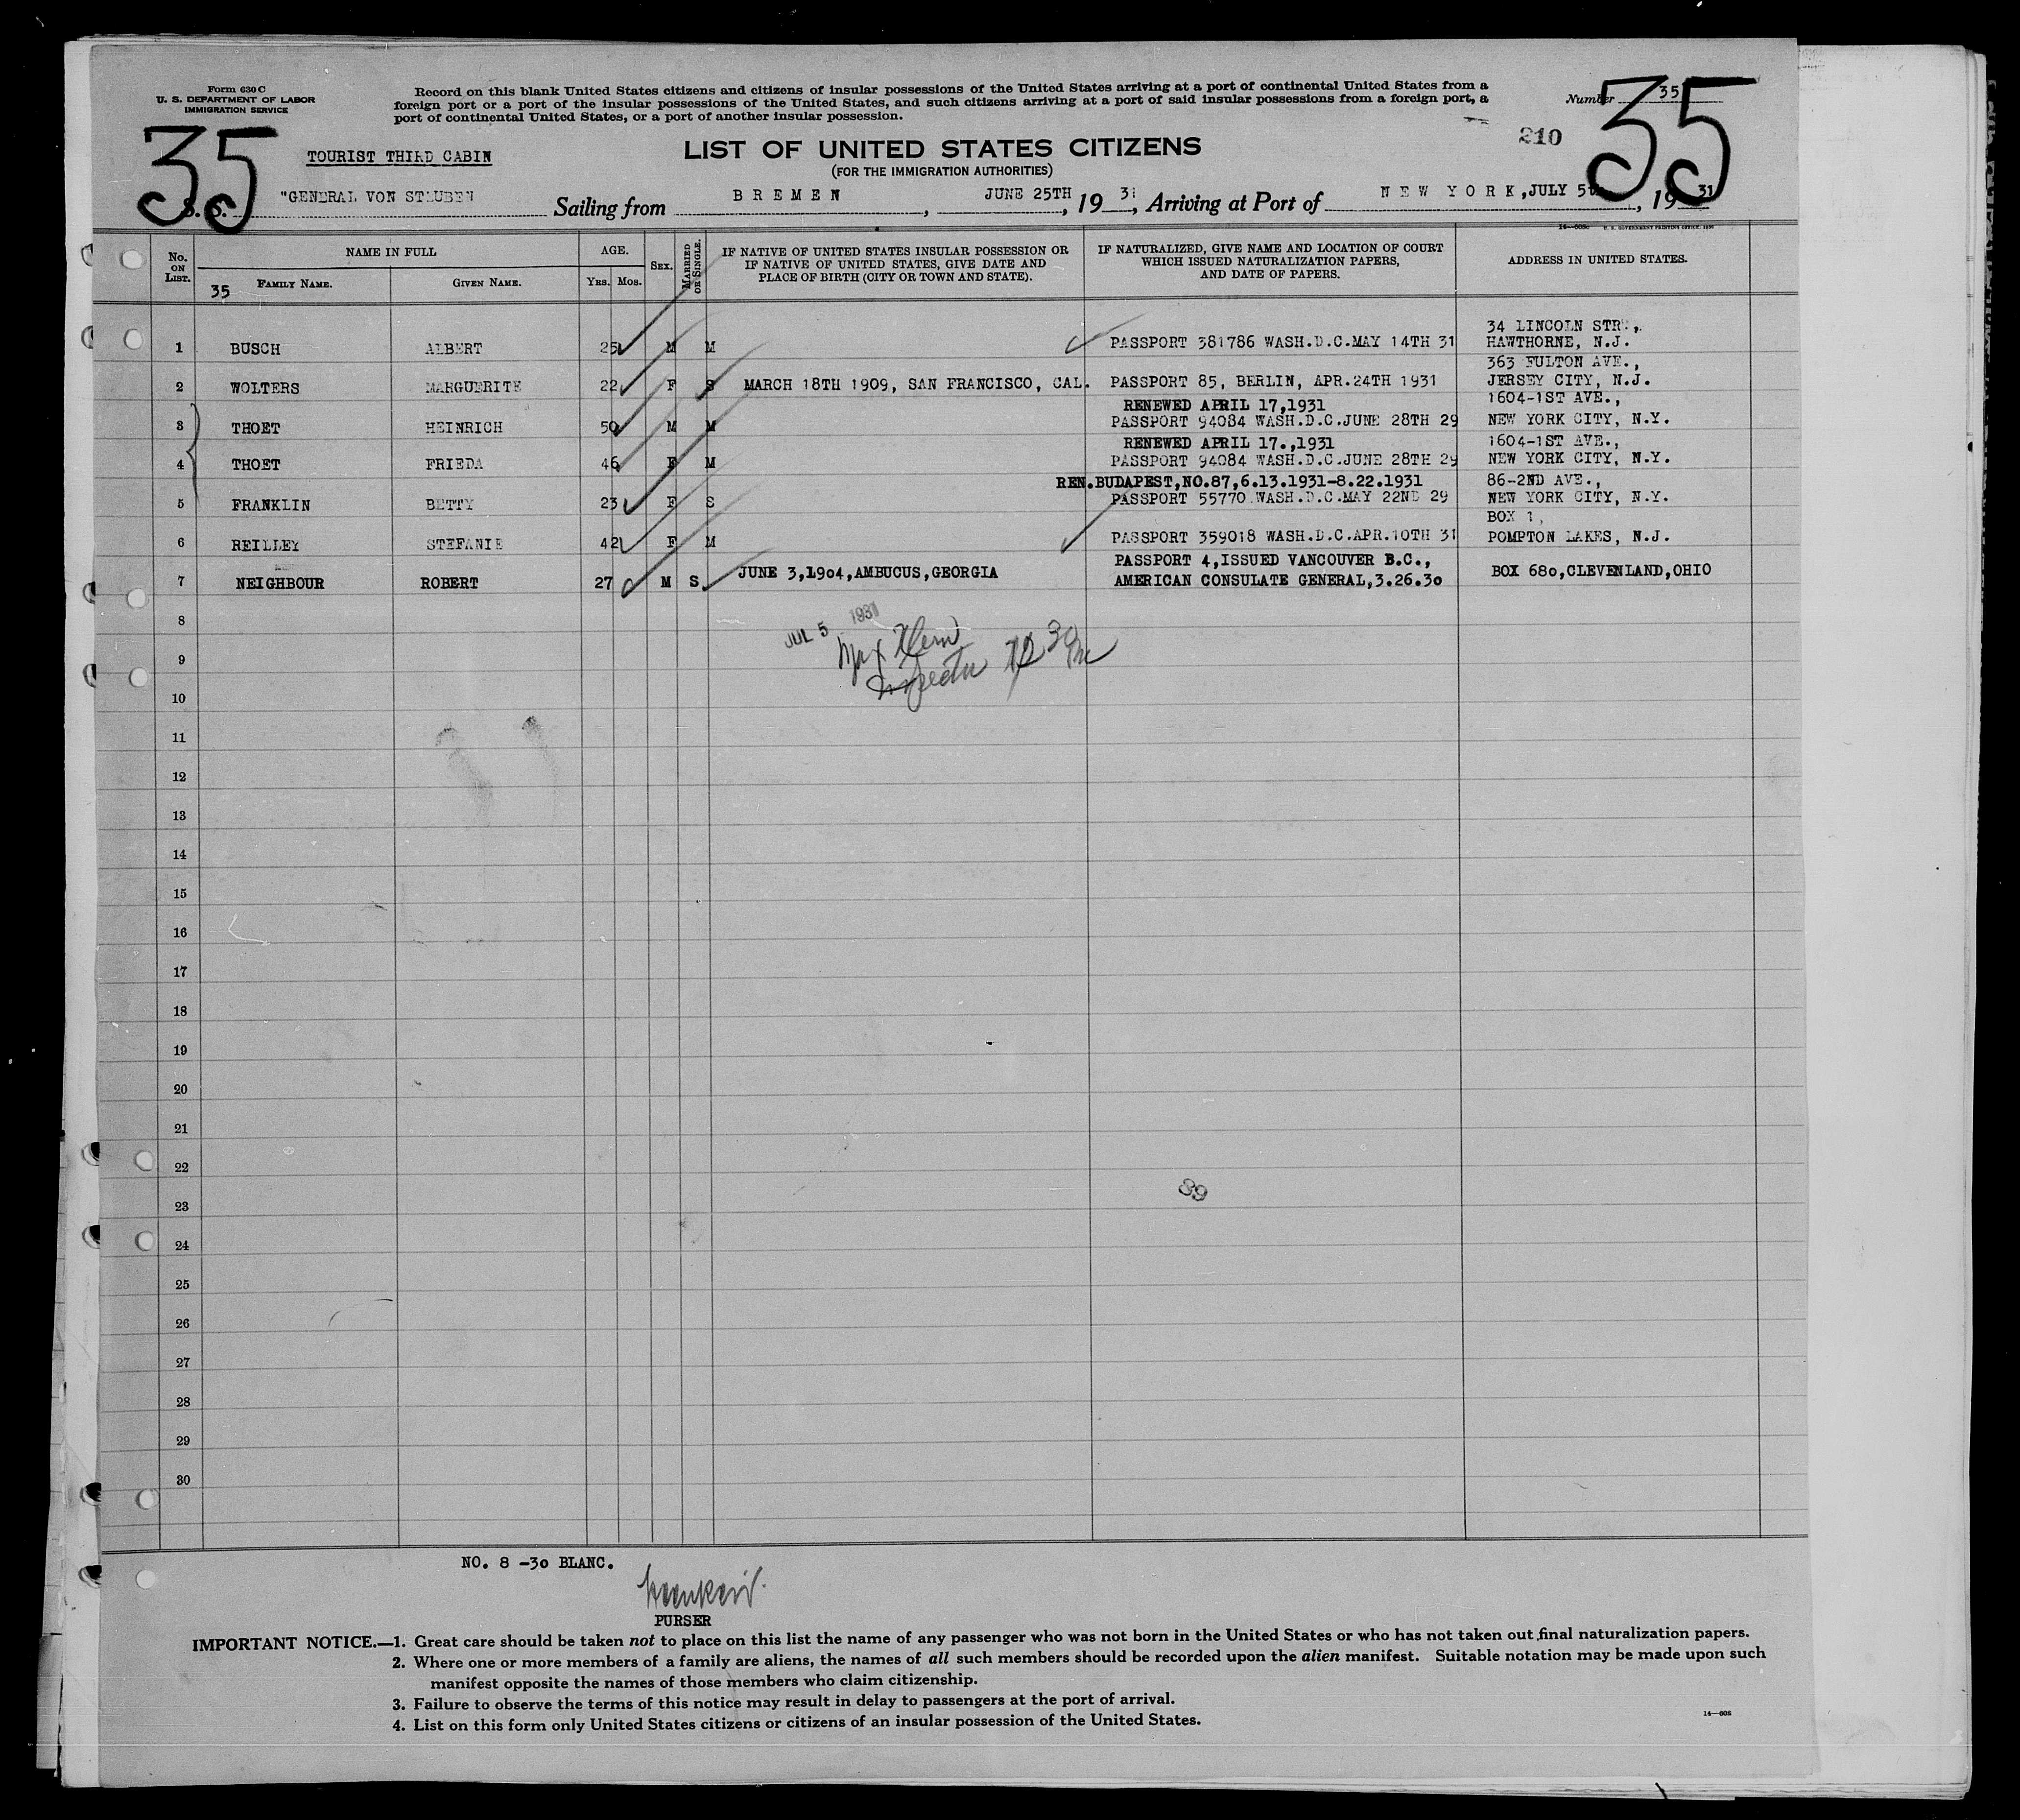 Form 630 C
U. S. DEPARTMENT OF LABOR
IMMIGRATION SERVICE
Record on this blank United States citizens and citizens of insular possessions of the United States arriving at a port of continental United States from a
foreign port or a port of the insular possessions of the United States, and such citizens arriving at a port of said insular possessions from a foreign port, a
port of continental United States, or a port of another insular possession.
Number 35
35
35
210
TOURIST THIRD CABIN
LIST OF UNITED STATES CITIZENS
(FOR THE IMMIGRATION AUTHORITIES)
S. S. "GENERAL VON STEUBEN Sailing from BREMEN, JUNE 25TH, 1931, Arriving at Port of NEW YORK, JULY 5th, 1931
No. ON LIST. NAME IN FULL AGE. SEX. MARRIED OR SINGLE. IF NATIVE OF UNITED STATES INSULAR POSSESSION OR IF NATIVE OF UNITED STATES, GIVE DATE AND PLACE OF BIRTH (CITY OR TOWN AND STATE). IF NATURALIZED, GIVE NAME AND LOCATION OF COURT WHICH ISSUED NATURALIZATION PAPERS, AND DATE OF PAPERS. ADDRESS IN UNITED STATES.
35 FAMILY NAME. GIVEN NAME. YRS. MOS.
34 LINCOLN STR.,
1 BUSCH ALBERT 25 M M PASSPORT 381786 WASH.D.C.MAY 14TH 31 HAWTHORNE, N.J.
363 FULTON AVE.,
2 WOLTERS MARGUERITE 22 F S MARCH 18TH 1909, SAN FRANCISCO, CAL. PASSPORT 85, BERLIN, APR.24TH 1931 JERSEY CITY, N.J.
RENEWED APRIL 17,1931 1604-1ST AVE.,
3 THOET HEINRICH 50 M M PASSPORT 94084 WASH.D.C.JUNE 28TH 29 NEW YORK CITY, N.Y.
RENEWED APRIL 17.,1931 1604-1ST AVE.,
4 THOET FRIEDA 46 F M PASSPORT 94084 WASH.D.C.JUNE 28TH 29 NEW YORK CITY, N.Y.
REN.BUDAPEST,NO.87,6.13.1931-8.22.1931 86-2ND AVE.,
5 FRANKLIN BETTY 23 F S PASSPORT 55770 WASH.D.C.MAY 22ND 29 NEW YORK CITY, N.Y.
BOX 1,
6 REILLEY STEFANIE 42 F M PASSPORT 359018 WASH.D.C.APR.10TH 31 POMPTON LAKES, N.J.
PASSPORT 4,ISSUED VANCOUVER B.C.,
7 NEIGHBOUR ROBERT 27 M S JUNE 3,1904,AMBUCUS,GEORGIA AMERICAN CONSULATE GENERAL,3.26.30 BOX 680,CLEVENLAND,OHIO
8
JUL 5 1931
9
Inspector
10
11
12
13
14
15
16
17
18
19
20
21
22
23
89
24
25
26
27
28
29
30
NO. 8 -30 BLANC.
PURSER
IMPORTANT NOTICE.—1. Great care should be taken not to place on this list the name of any passenger who was not born in the United States or who has not taken out final naturalization papers.
2. Where one or more members of a family are aliens, the names of all such members should be recorded upon the alien manifest. Suitable notation may be made upon such
manifest opposite the names of those members who claim citizenship.
3. Failure to observe the terms of this notice may result in delay to passengers at the port of arrival.
4. List on this form only United States citizens or citizens of an insular possession of the United States.